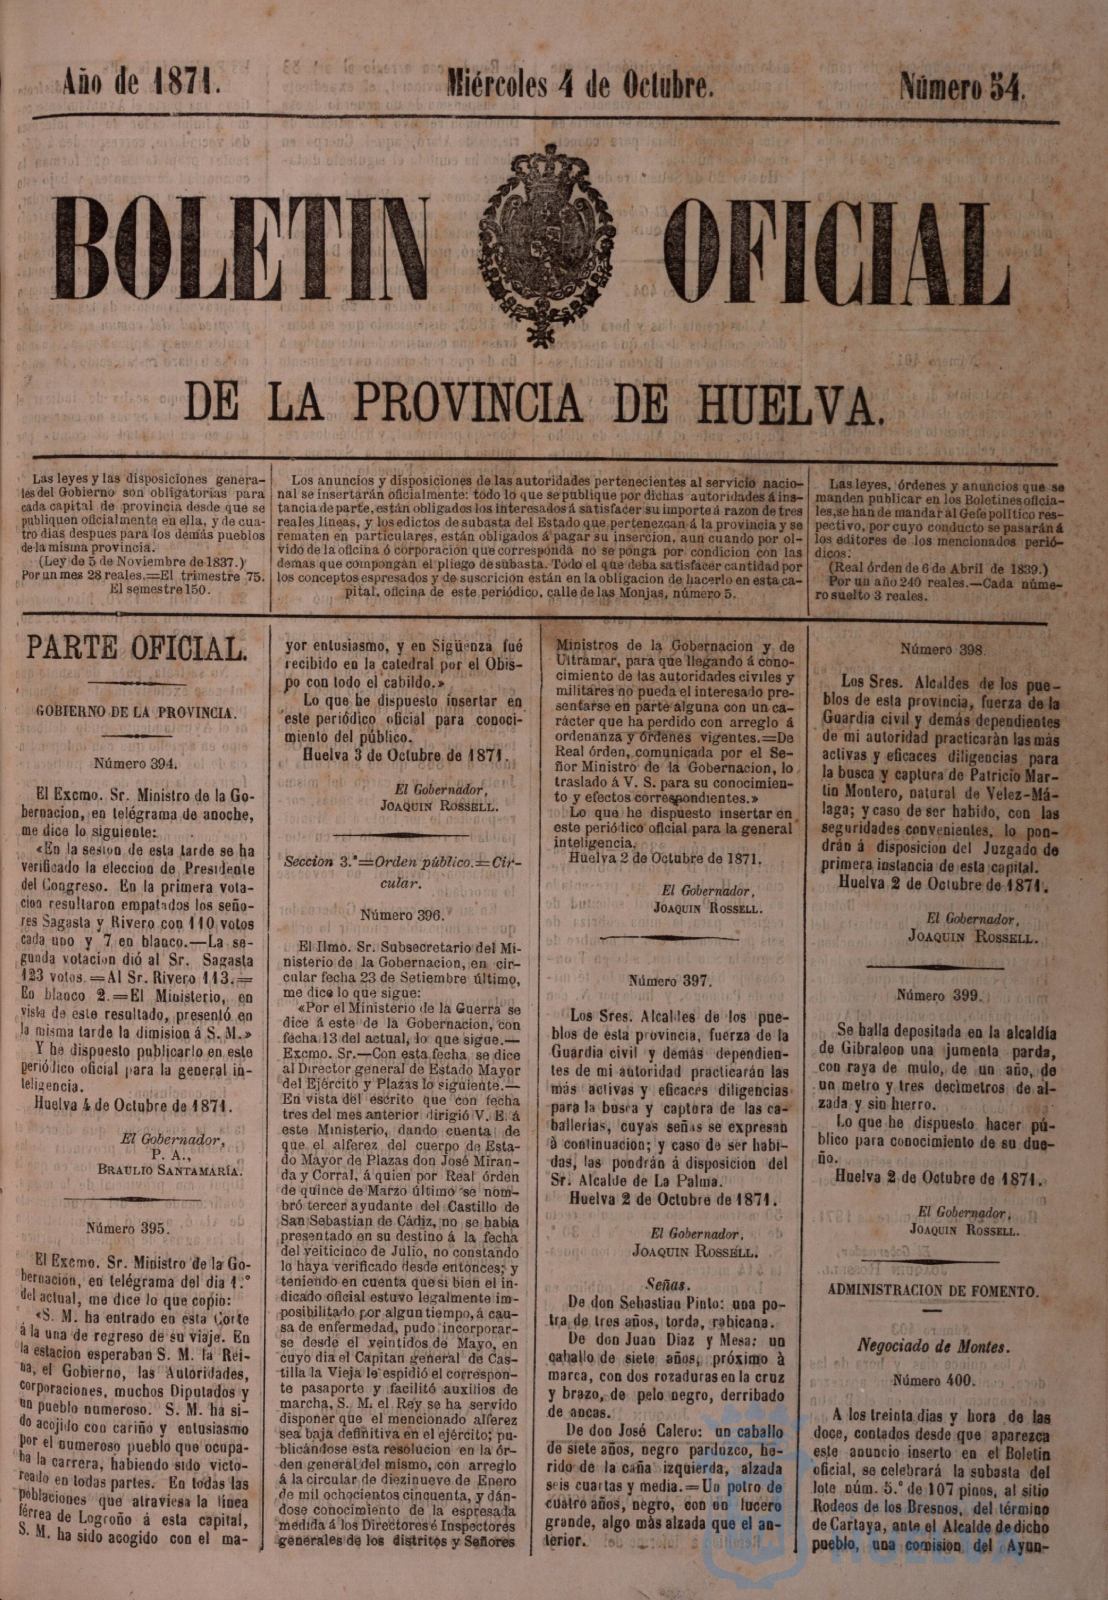 Año de 1871.
Miércoles 4 de Octubre.
Número 54.
BOLETIN OFICIAL
DE LA PROVINCIA DE HUELVA.
Las leyes y las disposiciones genera-
les del Gobierno son obligatorias para
cada capital de provincia desde que se
publiquen oficialmente en ella, y de cua-
tro dias despues para los demás pueblos
de la misma provincia.
(Ley de 5 de Noviembre de 1837.)
Por un mes 28 reales.=El trimestre 75.
El semestre 150.
Los anuncios y disposiciones de las autoridades pertenecientes al servicio nacio-
nal se insertarán oficialmente: todo lo que se publique por dichas autoridades á ins-
tancia de parte, están obligados los interesados á satisfacer su importe á razon de tres
reales líneas, y los edictos de subasta del Estado que pertenezcan á la provincia y se
rematen en particulares, están obligados á pagar su insercion, aun cuando por ol-
vido de la oficina ó corporacion que corresponda no se ponga por condicion con las
demás que compongan el pliego de subasta. Todo el que deba satisfacer cantidad por
los conceptos espresados y de suscricion están en la obligacion de hacerlo en esta ca-
pital, oficina de este periódico, calle de las Monjas, número 5.
Las leyes, órdenes y anuncios que se
manden publicar en los Boletines oficia-
les, se han de mandar al Gefe político res-
pectivo, por cuyo conducto se pasarán á
los editores de los mencionados perió-
dicos:
(Real órden de 6 de Abril de 1839.)
Por un año 240 reales.—Cada núme-
ro suelto 3 reales.
PARTE OFICIAL.
GOBIERNO DE LA PROVINCIA.
Número 394.
El Excmo. Sr. Ministro de la Go-
bernacion, en telégrama de anoche,
me dice lo siguiente:
«En la sesion de esta tarde se ha
verificado la eleccion de Presidente
del Congreso. En la primera vota-
cion resultaron empatados los seño-
res Sagasta y Rivero con 110 votos
cada uno y 7 en blanco.—La se-
gunda votacion dió al Sr. Sagasta
123 votos.=Al Sr. Rivero 113.=
En blanco 2.=El Ministerio, en
vista de este resultado, presentó en
la misma tarde la dimision á S. M.»
Y he dispuesto publicarlo en este
periódico oficial para la general in-
teligencia.
Huelva 4 de Octubre de 1871.
El Gobernador,
P. A.,
BRAULIO SANTAMARÍA.
Número 395.
El Excmo. Sr. Ministro de la Go-
bernacion, en telégrama del dia 1.°
del actual, me dice lo que copio:
«S. M. ha entrado en esta Corte
á la una de regreso de su viaje. En
la estacion esperaban S. M. la Rei-
na, el Gobierno, las Autoridades,
corporaciones, muchos Diputados y
un pueblo numeroso. S. M. ha si-
do acojido con cariño y entusiasmo
por el numeroso pueblo que ocupa-
ha la carrera, habiendo sido victo-
reado en todas partes. En todas las
poblaciones que atraviesa la línea
férrea de Logroño á esta capital,
S. M. ha sido acogido con el ma-
yor entusiasmo, y en Sigüenza fué
recibido en la catedral por el Obis-
po con todo el cabildo.»
Lo que he dispuesto insertar en
este periódico oficial para conoci-
miento del público.
Huelva 3 de Octubre de 1871.
El Gobernador,
JOAQUIN ROSSELL.
Seccion 3.ª=Orden público.=Cir-
cular.
Número 396.
El Ilmo. Sr. Subsecretario del Mi-
nisterio de la Gobernacion, en cir-
cular fecha 23 de Setiembre último,
me dice lo que sigue:
«Por el Ministerio de la Guerra se
dice á este de la Gobernacion, con
fecha 13 del actual, lo que sigue.—
Excmo. Sr.—Con esta fecha se dice
al Director general de Estado Mayor
del Ejército y Plazas lo siguiente.—
En vista del escrito que con fecha
tres del mes anterior dirigió V. E. á
este Ministerio, dando cuenta de
que el alferez del cuerpo de Esta-
do Mayor de Plazas don José Miran-
da y Corral, á quien por Real órden
de quince de Marzo último se nom-
bró tercer ayudante del Castillo de
San Sebastian de Cádiz, no se habia
presentado en su destino á la fecha
del veiticinco de Julio, no constando
lo haya verificado desde entonces; y
teniendo en cuenta que si bien el in-
dicado oficial estuvo legalmente im-
posibilitado por algun tiempo, á cau-
sa de enfermedad, pudo incorporar-
se desde el veintidos de Mayo, en
cuyo dia el Capitan general de Cas-
tilla la Vieja le espidió el correspon-
te pasaporte y facilitó auxilios de
marcha, S. M. el Rey se ha servido
disponer que el mencionado alferez
sea baja definitiva en el ejército; pu-
blicándose esta resolucion en la ór-
den general del mismo, con arreglo
á la circular de diezinueve de Enero
de mil ochocientos cincuenta, y dán-
dose conocimiento de la espresada
medida á los Directores é Inspectores
generales de los distritos y Señores
Ministros de la Gobernacion y de
Ultramar, para que llegando á cono-
cimiento de las autoridades civiles y
militares no pueda el interesado pre-
sentarse en parte alguna con un ca-
rácter que ha perdido con arreglo á
ordenanza y órdenes vigentes.=De
Real órden, comunicada por el Se-
ñor Ministro de la Gobernacion, lo
traslado á V. S. para su conocimien-
to y efectos correspondientes.»
Lo que he dispuesto insertar en
este periódico oficial para la general
inteligencia.
Huelva 2 de Octubre de 1871.
El Gobernador,
JOAQUIN ROSSELL.
Número 397.
Los Sres. Alcaldes de los pue-
blos de esta provincia, fuerza de la
Guardia civil y demás dependien-
tes de mi autoridad practicarán las
más activas y eficaces diligencias
para la busca y captura de las ca-
ballerías, cuyas señas se expresan
á continuacion; y caso de ser habi-
das, las pondrán á disposicion del
Sr. Alcalde de La Palma.
Huelva 2 de Octubre de 1871.
El Gobernador,
JOAQUIN ROSSELL.
Señas.
De don Sebastian Pinto: una po-
tra de tres años, torda, rabicana.
De don Juan Diaz y Mesa: un
caballo de siete años, próximo á
marca, con dos rozaduras en la cruz
y brazo, de pelo negro, derribado
de ancas.
De don José Calero: un caballo
de siete años, negro parduzco, he-
rido de la caña izquierda, alzada
seis cuartas y media.=Un potro de
cuatro años, negro, con un lucero
grande, algo más alzada que el an-
terior.
Número 398.
Los Sres. Alcaldes de los pue-
blos de esta provincia, fuerza de la
Guardia civil y demás dependientes
de mi autoridad practicarán las más
activas y eficaces diligencias para
la busca y captura de Patricio Mar-
tin Montero, natural de Velez-Má-
laga; y caso de ser habido, con las
seguridades convenientes, lo pon-
drán á disposicion del Juzgado de
primera instancia de esta capital.
Huelva 2 de Octubre de 1871.
El Gobernador,
JOAQUIN ROSSELL.
Número 399.
Se halla depositada en la alcaldía
de Gibraleon una jumenta parda,
con raya de mulo, de un año, de
un metro y tres decimetros de al-
zada y sin hierro.
Lo que he dispuesto hacer pú-
blico para conocimiento de su due-
ño.
Huelva 2 de Octubre de 1871.
El Gobernador,
JOAQUIN ROSSELL.
ADMINISTRACION DE FOMENTO.
Negociado de Montes.
Número 400.
A los treinta dias y hora de las
doce, contados desde que aparezca
este anuncio inserto en el Boletin
oficial, se celebrará la subasta del
lote núm. 5.° de 107 pinos, al sitio
Rodeos de los Bresnos, del término
de Cartaya, ante el Alcalde de dicho
pueblo, una comision del Ayun-
HUELVA